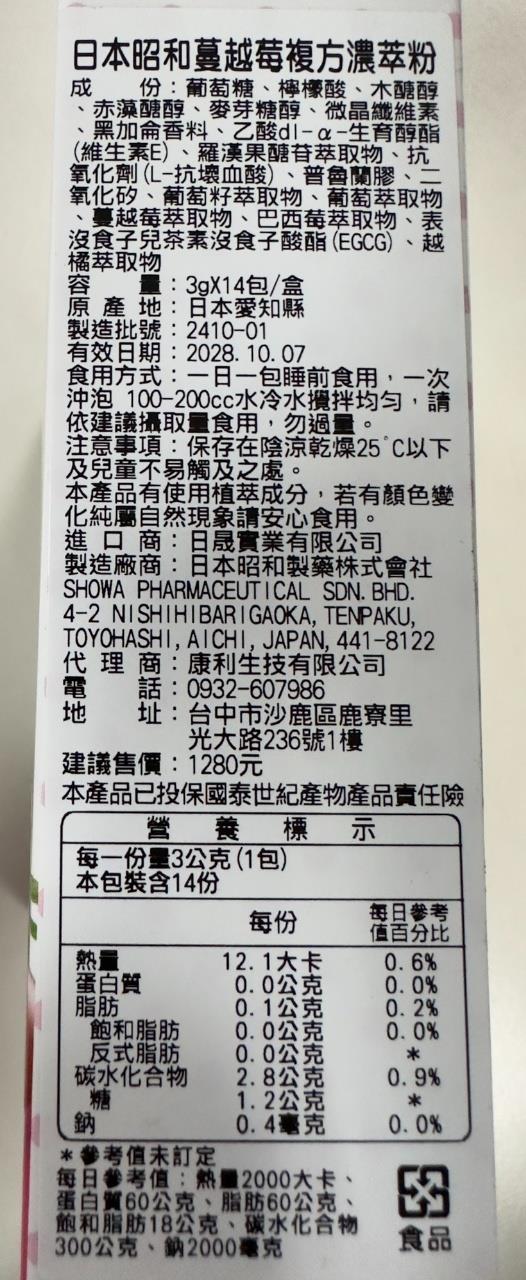 日本昭和蔓越莓複方濃萃粉
成　　份：葡萄糖、檸檬酸、木醣醇
、赤藻醣醇、麥芽糖醇、微晶纖維素
、黑加侖香料、乙酸dl-α-生育醇酯
(維生素E)、羅漢果醣苷萃取物、抗
氧化劑(L-抗壞血酸)、普魯蘭膠、二
氧化矽、葡萄籽萃取物、葡萄萃取物
、蔓越莓萃取物、巴西莓萃取物、表
沒食子兒茶素沒食子酸酯(EGCG)、越
橘萃取物
容　　量：3gX14包/盒
原 產 地：日本愛知縣
製造批號：2410-01
有效日期：2028.10.07
食用方式：一日一包睡前食用，一次
沖泡 100-200cc水冷水攪拌均勻，請
依建議攝取量食用，勿過量。
注意事項：保存在陰涼乾燥25°C以下
及兒童不易觸及之處。
本產品有使用植萃成分，若有顏色變
化純屬自然現象請安心食用。
進 口 商：日晟實業有限公司
製造廠商：日本昭和製藥株式會社
SHOWA PHARMACEUTICAL SDN. BHD.
4-2 NISHIHIBARIGAOKA, TENPAKU,
TOYOHASHI, AICHI, JAPAN, 441-8122
代 理 商：康利生技有限公司
電　　話：0932-607986
地　　址：台中市沙鹿區鹿寮里
光大路236號1樓
建議售價：1280元
本產品已投保國泰世紀產物產品責任險
營 養 標 示
每一份量3公克(1包)
本包裝含14份
每份 每日參考值百分比
熱量 12.1大卡 0.6%
蛋白質 0.0公克 0.0%
脂肪 0.1公克 0.2%
飽和脂肪 0.0公克 0.0%
反式脂肪 0.0公克 *
碳水化合物 2.8公克 0.9%
糖 1.2公克 *
鈉 0.4毫克 0.0%
*參考值未訂定
每日參考值：熱量2000大卡、
蛋白質60公克、脂肪60公克、
飽和脂肪18公克、碳水化合物
300公克、鈉2000毫克
食品